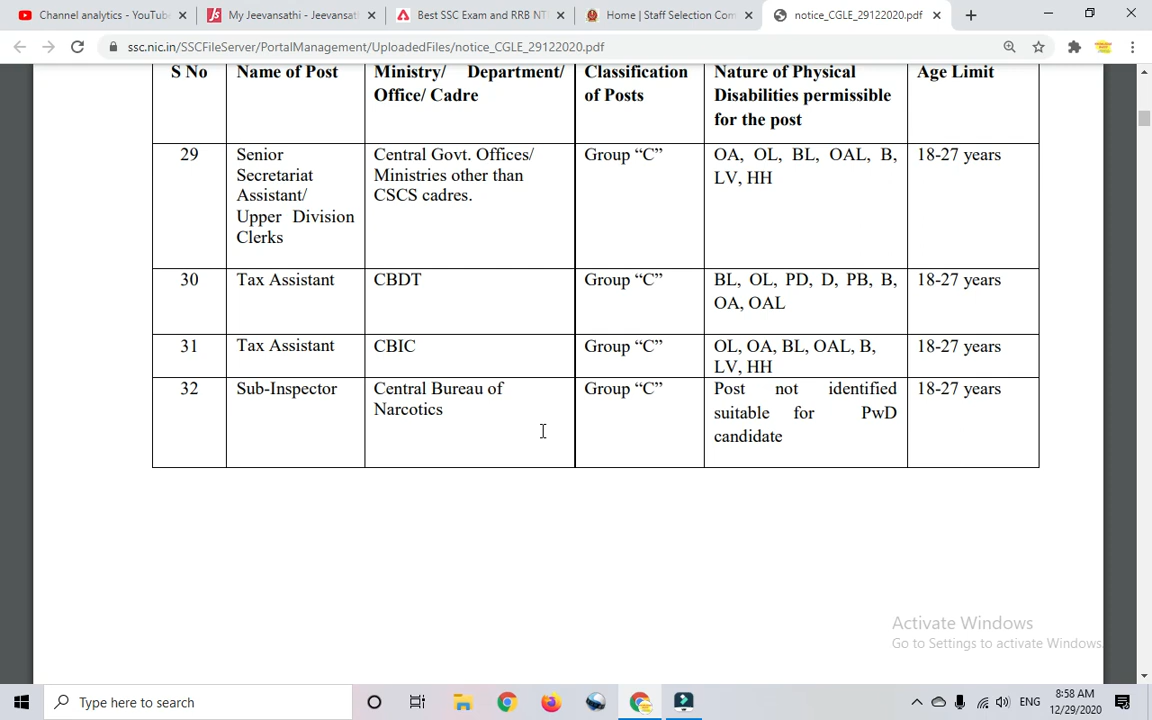 Channel analytics - YouTube
My Jeevansathi - Jeevansath
Best SSC Exam and RRB NT
Home | Staff Selection Com
notice_CGLE_29122020.pdf
ssc.nic.in/SSCFileServer/PortalManagement/UploadedFiles/notice_CGLE_29122020.pdf
S No Name of Post Ministry/ Department/ Classification Nature of Physical Age Limit
Office/ Cadre of Posts Disabilities permissible
for the post
29 Senior Central Govt. Offices/ Group “C” OA, OL, BL, OAL, B, 18-27 years
Secretariat Ministries other than LV, HH
Assistant/ CSCS cadres.
Upper Division
Clerks
30 Tax Assistant CBDT Group “C” BL, OL, PD, D, PB, B, 18-27 years
OA, OAL
31 Tax Assistant CBIC Group “C” OL, OA, BL, OAL, B, 18-27 years
LV, HH
32 Sub-Inspector Central Bureau of Group “C” Post not identified 18-27 years
Narcotics suitable for PwD
candidate
Activate Windows
Go to Settings to activate Windows.
Type here to search
ENG
8:58 AM
12/29/2020